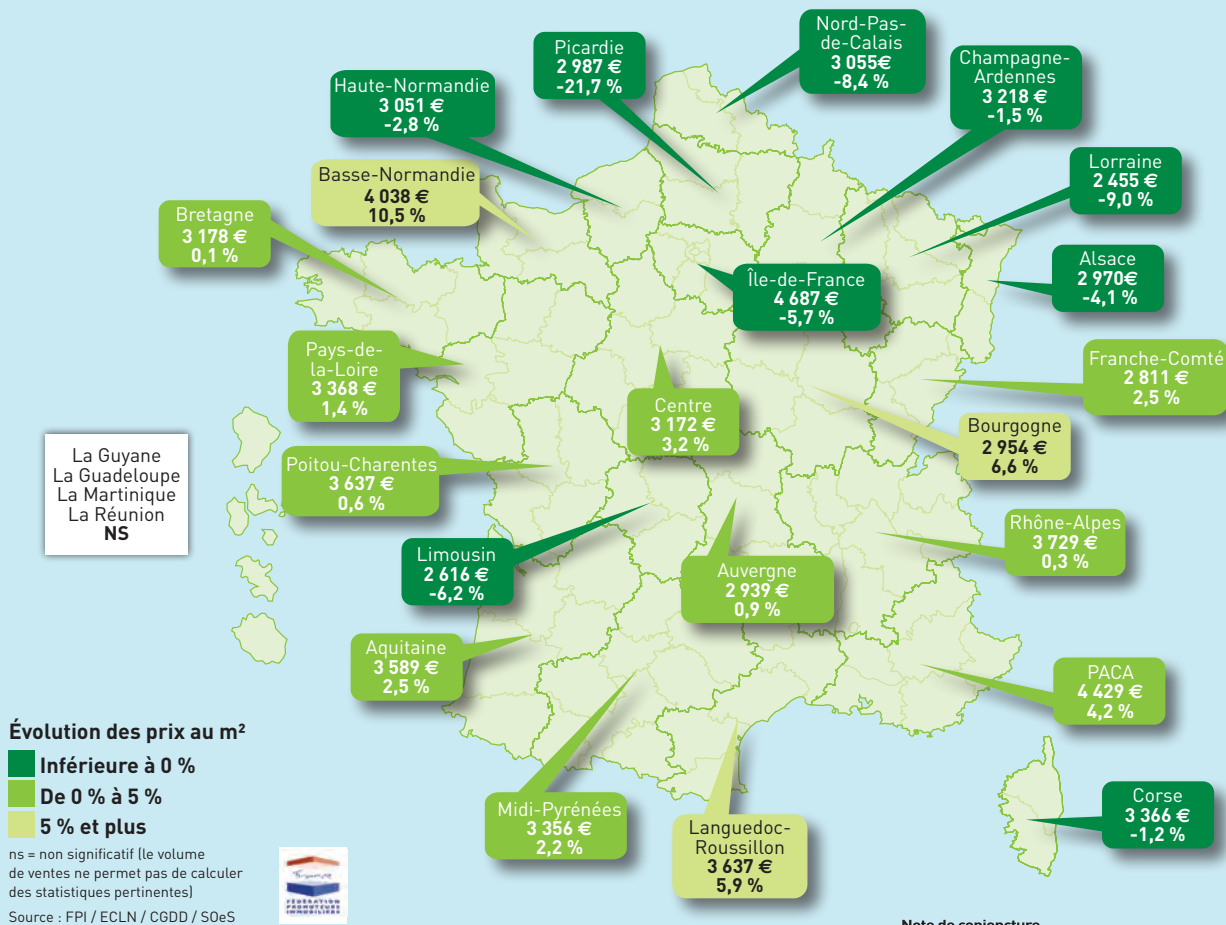 Nord-Pas-
de-Calais
3 055€
-8,4 %
Picardie
2 987 €
-21,7 %
Champagne-
Ardennes
3 218 €
-1,5 %
Haute-Normandie
3 051 €
-2,8 %
Lorraine
2 455 €
-9,0 %
Basse-Normandie
4 038 €
10,5 %
Bretagne
3 178 €
0,1 %
Alsace
2 970€
-4,1 %
Île-de-France
4 687 €
-5,7 %
Pays-de-
la-Loire
3 368 €
1,4 %
Franche-Comté
2 811 €
2,5 %
Centre
3 172 €
3,2 %
Bourgogne
2 954 €
6,6 %
La Guyane
La Guadeloupe
La Martinique
La Réunion
NS
Poitou-Charentes
3 637 €
0,6 %
Rhône-Alpes
3 729 €
0,3 %
Limousin
2 616 €
-6,2 %
Auvergne
2 939 €
0,9 %
Aquitaine
3 589 €
2,5 %
PACA
4 429 €
4,2 %
Midi-Pyrénées
3 356 €
2,2 %
Languedoc-
Roussillon
3 637 €
5,9 %
Corse
3 366 €
-1,2 %
Évolution des prix au m²
Inférieure à 0 %
De 0 % à 5 %
5 % et plus
ns = non significatif (le volume
de ventes ne permet pas de calculer
des statistiques pertinentes)
Source : FPI / ECLN / CGDD / SOeS
FÉDÉRATION
PROMOTEURS
IMMOBILIERS
Note de conjoncture